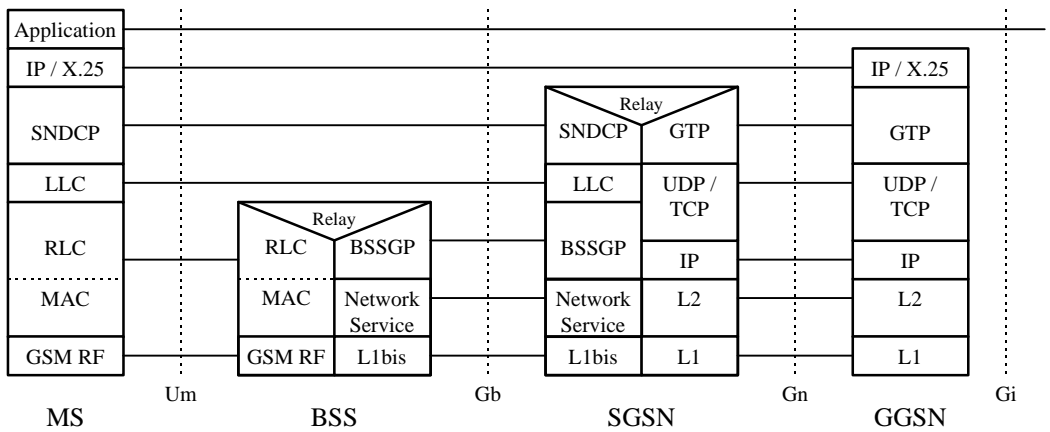 Application
IP / X.25
IP / X.25
Relay
SNDCP
SNDCP
GTP
GTP
LLC
LLC
UDP /
TCP
UDP /
TCP
Relay
RLC
RLC
BSSGP
BSSGP
IP
IP
MAC
MAC
Network
Service
Network
Service
L2
L2
GSM RF
GSM RF
L1bis
L1bis
L1
L1
Um
Gb
Gn
Gi
MS
BSS
SGSN
GGSN